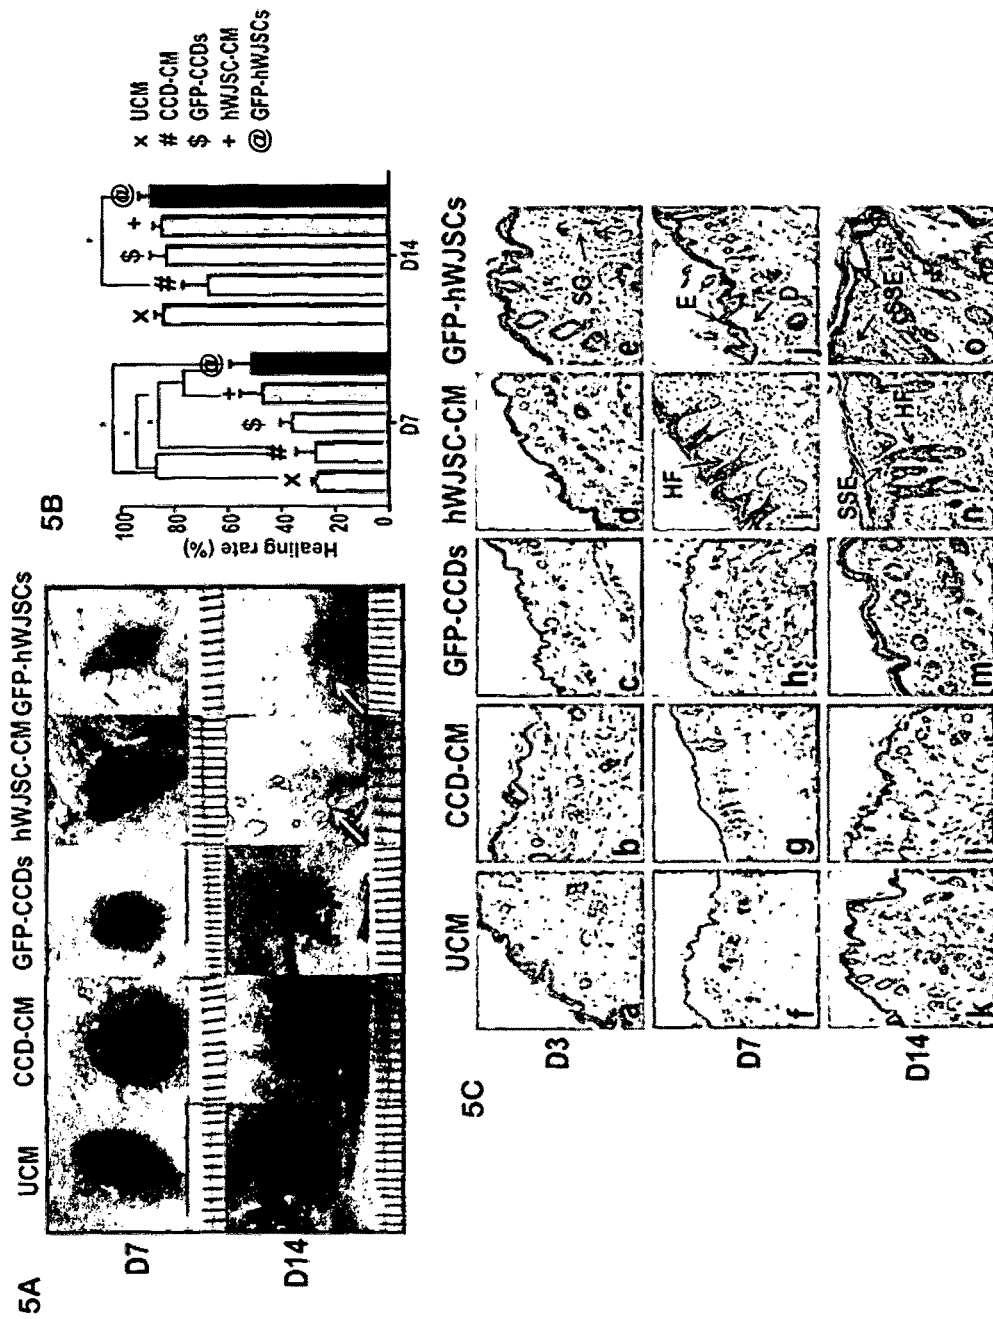 5A
UCM CCD-CM GFP-CCDs hWJSC-CM GFP-hWJSCs
D7
D14
5B
Healing rate (%)
100
80
60
40
20
0
x # $ + @
x # $ + @
D7 D14
x UCM
# CCD-CM
$ GFP-CCDs
+ hWJSC-CM
@ GFP-hWJSCs
5C
UCM CCD-CM GFP-CCDs hWJSC-CM GFP-hWJSCs
D3
a b c d e
SG
D7
f g h i j
HF E D
D14
k l m n o
SSE HF SSE